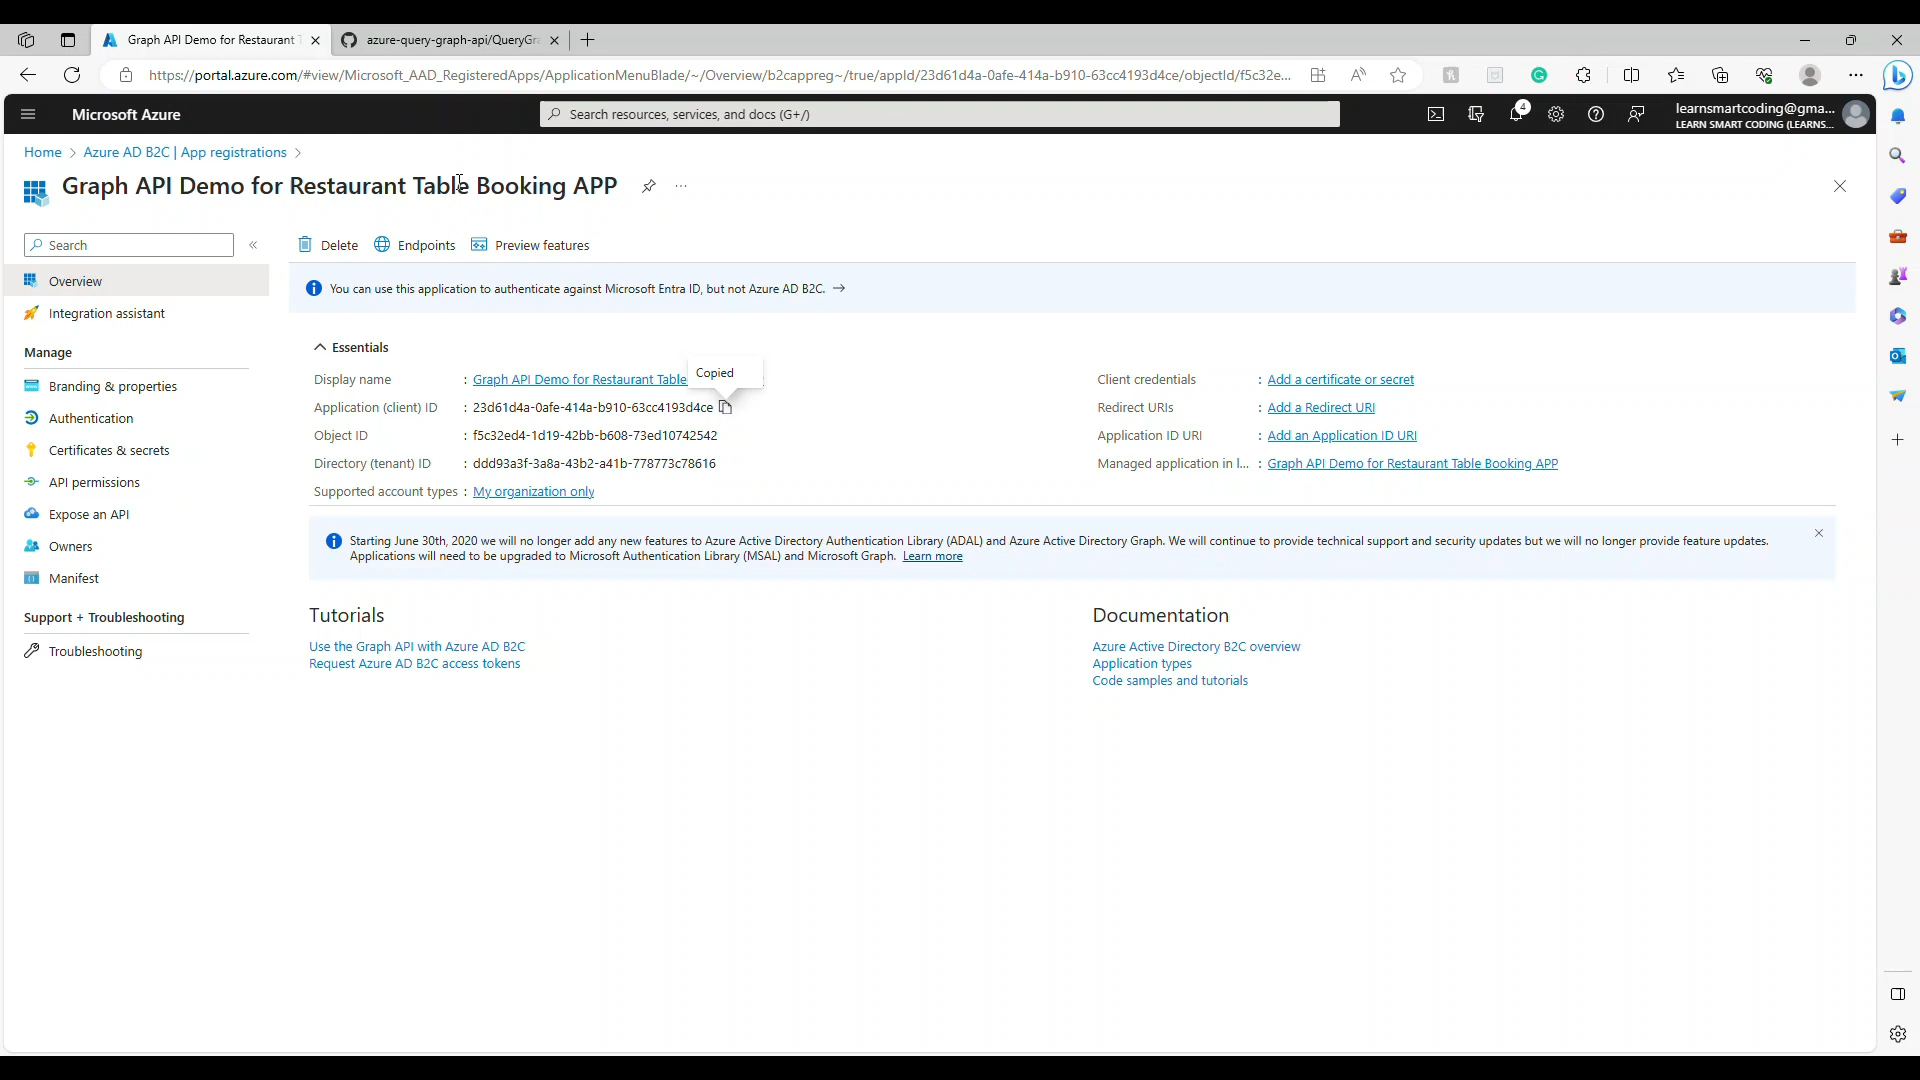 Graph API Demo for Restaurant T
azure-query-graph-api/QueryGra
https://portal.azure.com/#view/Microsoft_AAD_RegisteredApps/ApplicationMenuBlade/~/Overview/b2cappreg~/true/appId/23d61d4a-0afe-414a-b910-63cc4193d4ce/objectId/f5c32e...
Microsoft Azure
Search resources, services, and docs (G+/)
4
learnsmartcoding@gma...
LEARN SMART CODING (LEARNS...
Home > Azure AD B2C | App registrations >
Graph API Demo for Restaurant Table Booking APP
Search
Delete
Endpoints
Preview features
Overview
Integration assistant
Manage
Branding & properties
Authentication
Certificates & secrets
API permissions
Expose an API
Owners
Manifest
Support + Troubleshooting
Troubleshooting
You can use this application to authenticate against Microsoft Entra ID, but not Azure AD B2C.
Essentials
Copied
Display name : Graph API Demo for Restaurant Table
Application (client) ID : 23d61d4a-0afe-414a-b910-63cc4193d4ce
Object ID : f5c32ed4-1d19-42bb-b608-73ed10742542
Directory (tenant) ID : ddd93a3f-3a8a-43b2-a41b-778773c78616
Supported account types : My organization only
Client credentials : Add a certificate or secret
Redirect URIs : Add a Redirect URI
Application ID URI : Add an Application ID URI
Managed application in l... : Graph API Demo for Restaurant Table Booking APP
Starting June 30th, 2020 we will no longer add any new features to Azure Active Directory Authentication Library (ADAL) and Azure Active Directory Graph. We will continue to provide technical support and security updates but we will no longer provide feature updates.
Applications will need to be upgraded to Microsoft Authentication Library (MSAL) and Microsoft Graph. Learn more
Tutorials
Use the Graph API with Azure AD B2C
Request Azure AD B2C access tokens
Documentation
Azure Active Directory B2C overview
Application types
Code samples and tutorials